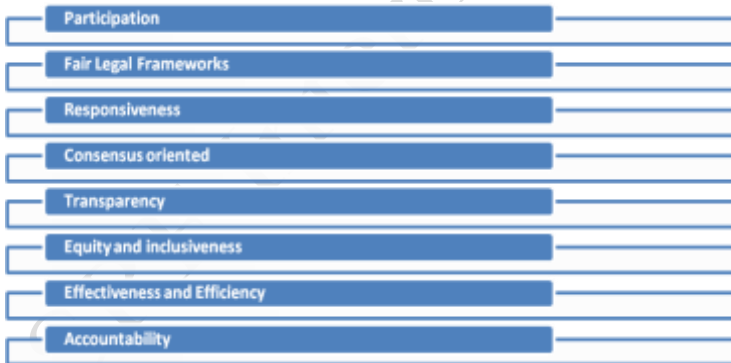 Participation
Fair Legal Frameworks
Responsiveness
Consensus oriented
Transparency
Equity and inclusiveness
Effectiveness and Efficiency
Accountability